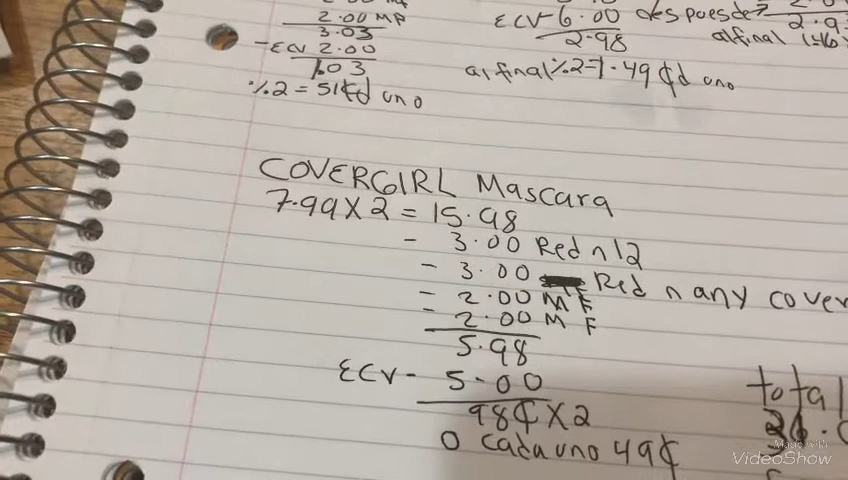 2.00 MF
3.03
-ECV 2.00
1.03
%2 = 51¢d uno
ECV-6.00 despues de
2.98
2.9
al final
al final %2=1.49¢d uno
COVERGIRL Mascara
7.99X2 = 15.98
- 3.00 Red n 12
- 3.00 Red n any cover
- 2.00 MF
- 2.00 MF
5.98
ECV - 5.00
98¢ X2
O cada uno 49¢
total
Made with
VideoShow